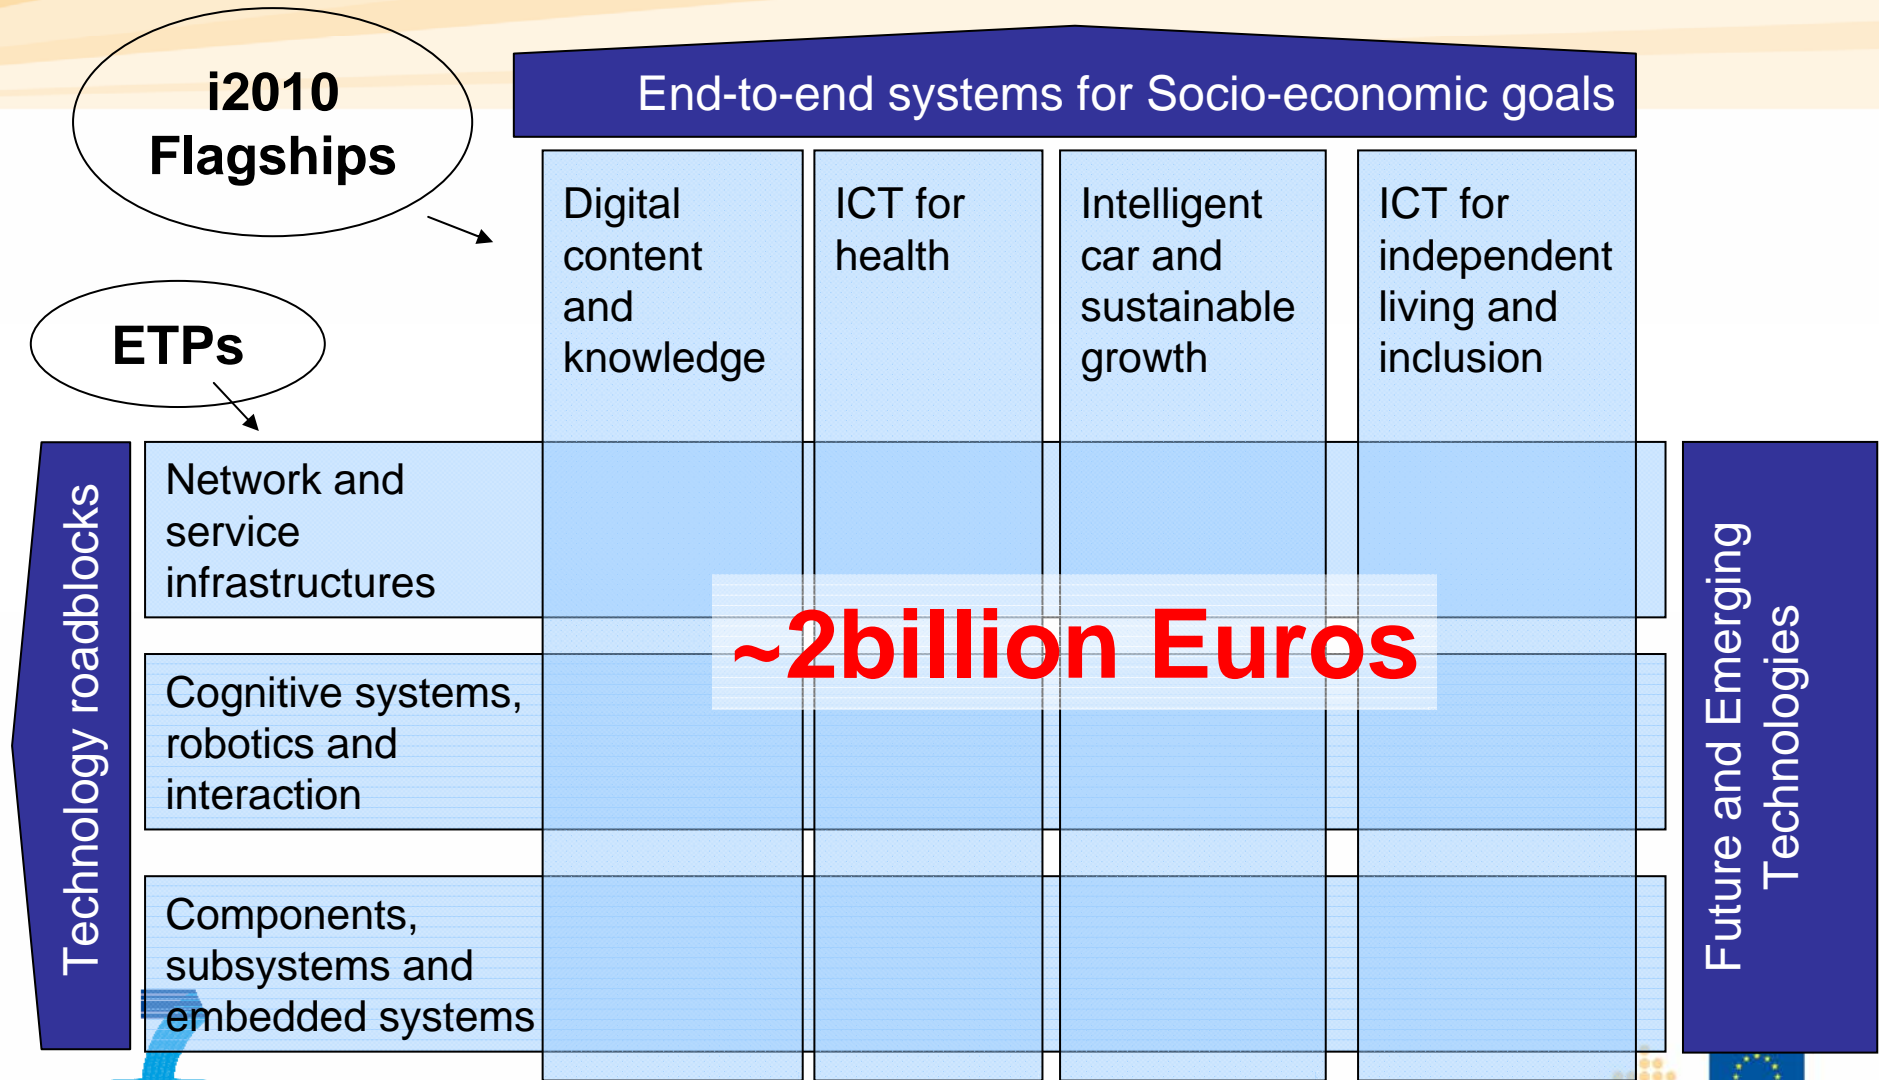 i2010
Flagships
End-to-end systems for Socio-economic goals
Digital
content
and
knowledge
ICT for
health
Intelligent
car and
sustainable
growth
ICT for
independent
living and
inclusion
ETPs
Technology roadblocks
Network and
service
infrastructures
~2billion Euros
Cognitive systems,
robotics and
interaction
Components,
subsystems and
embedded systems
Future and Emerging
Technologies